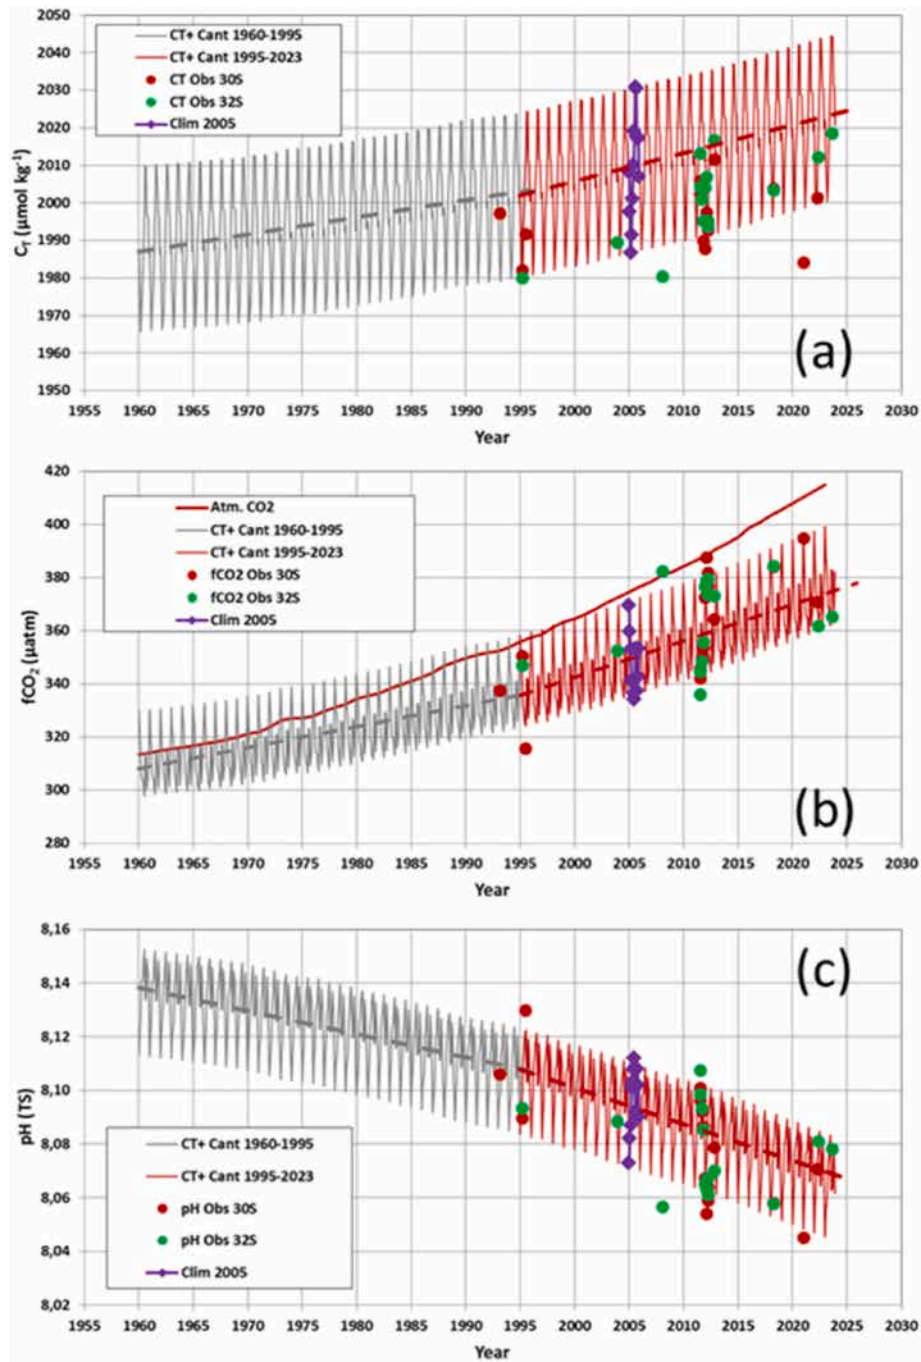 2050
2040
2030
2020
2010
2000
1990
1980
1970
1960
1950
C_T (μmol kg⁻¹)
CT+ Cant 1960-1995
CT+ Cant 1995-2023
CT Obs 30S
CT Obs 32S
Clim 2005
(a)
1955 1960 1965 1970 1975 1980 1985 1990 1995 2000 2005 2010 2015 2020 2025 2030
Year
420
400
380
360
340
320
300
280
fCO₂ (μatm)
Atm. CO2
CT+ Cant 1960-1995
CT+ Cant 1995-2023
fCO2 Obs 30S
fCO2 Obs 32S
Clim 2005
(b)
1955 1960 1965 1970 1975 1980 1985 1990 1995 2000 2005 2010 2015 2020 2025 2030
Year
8,16
8,14
8,12
8,10
8,08
8,06
8,04
8,02
pH (TS)
(c)
CT+ Cant 1960-1995
CT+ Cant 1995-2023
pH Obs 30S
pH Obs 32S
Clim 2005
1955 1960 1965 1970 1975 1980 1985 1990 1995 2000 2005 2010 2015 2020 2025 2030
Year